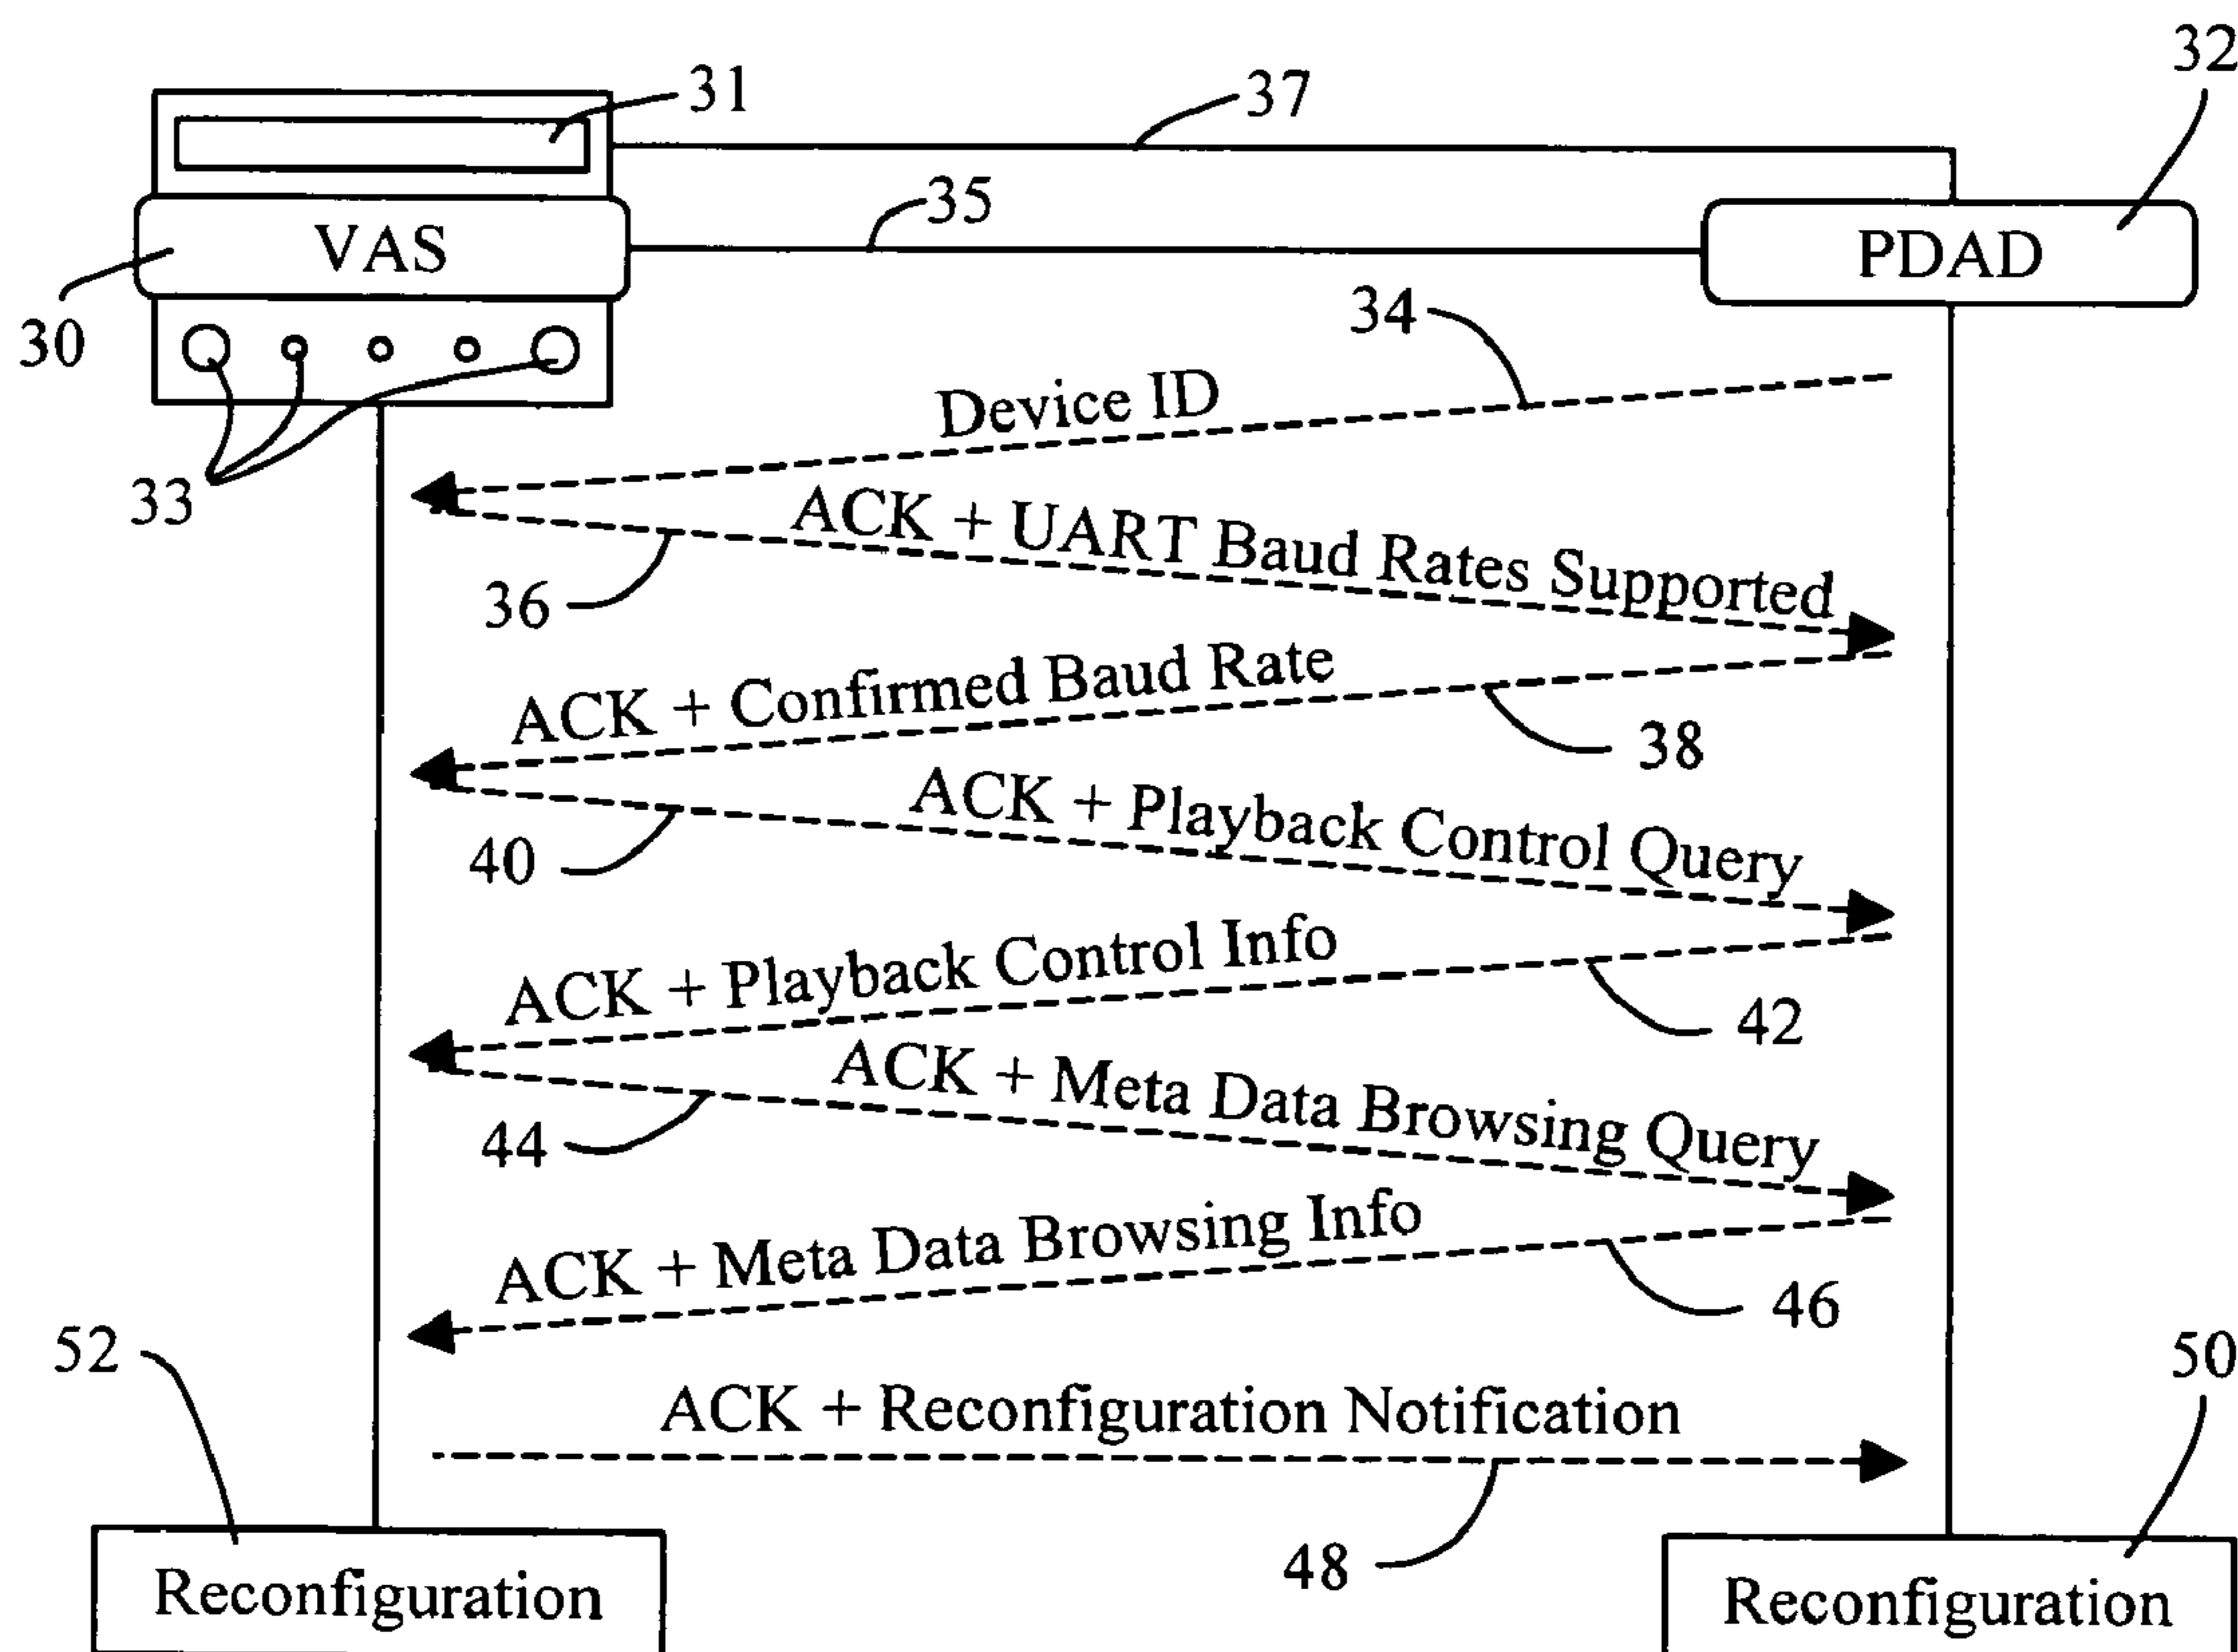 32
31
37
35
VAS
PDAD
30
34
Device ID
33
ACK + UART Baud Rates Supported
36
ACK + Confirmed Baud Rate
38
ACK + Playback Control Query
40
ACK + Playback Control Info
42
ACK + Meta Data Browsing Query
44
ACK + Meta Data Browsing Info
46
52
50
ACK + Reconfiguration Notification
48
Reconfiguration
Reconfiguration